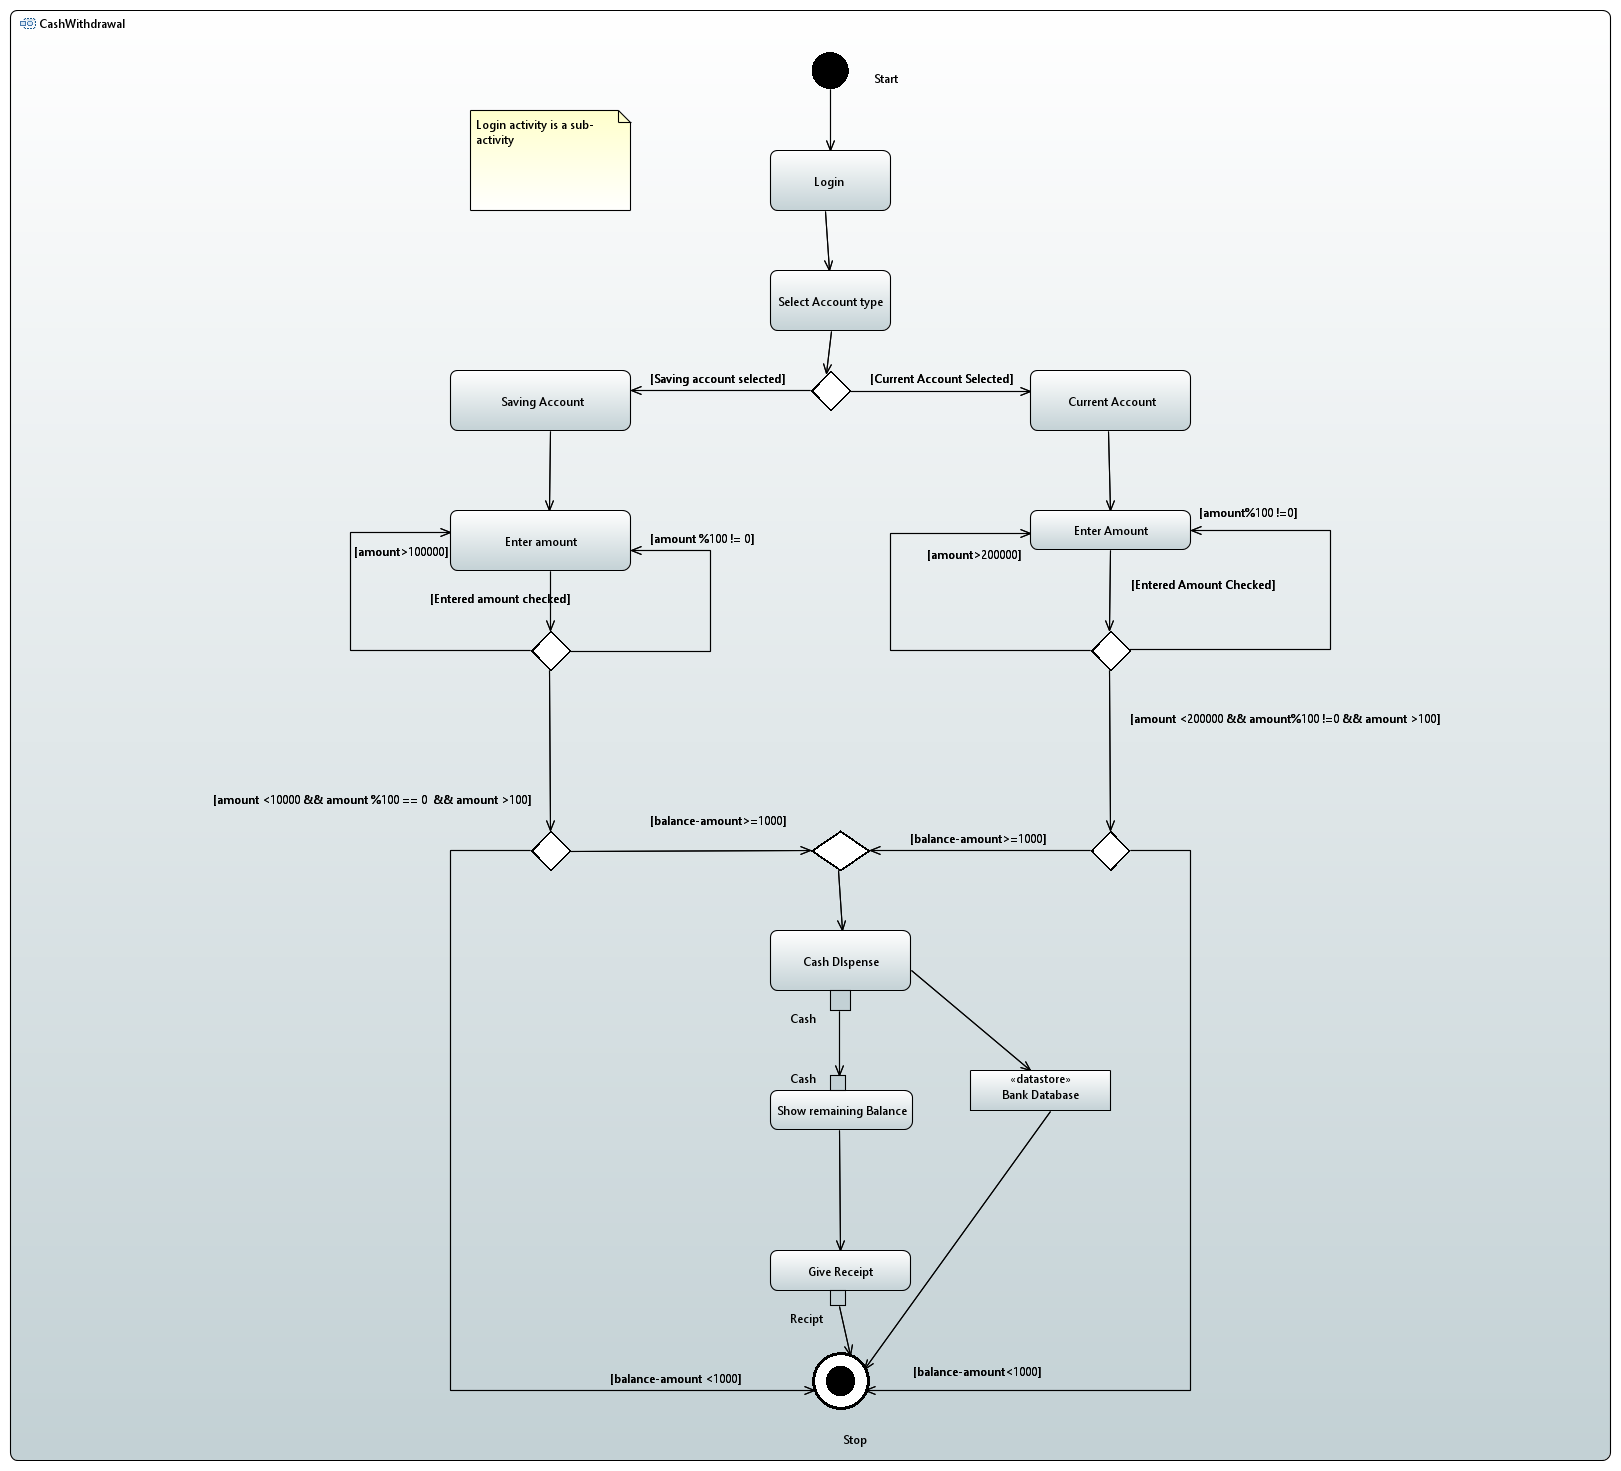 CashWithdrawal
Start
Login activity is a sub-
activity
Login
Select Account type
[Saving account selected]
[Current Account Selected]
Saving Account
Current Account
[amount%100 !=0]
Enter amount
[amount %100 != 0]
Enter Amount
[amount>100000]
[amount>200000]
[Entered amount checked]
[Entered Amount Checked]
[amount <200000 && amount%100 !=0 && amount >100]
[amount <10000 && amount %100 == 0  && amount >100]
[balance-amount>=1000]
[balance-amount>=1000]
Cash DIspense
Cash
Cash
«datastore»
Bank Database
Show remaining Balance
Give Receipt
Recipt
[balance-amount <1000]
[balance-amount<1000]
Stop